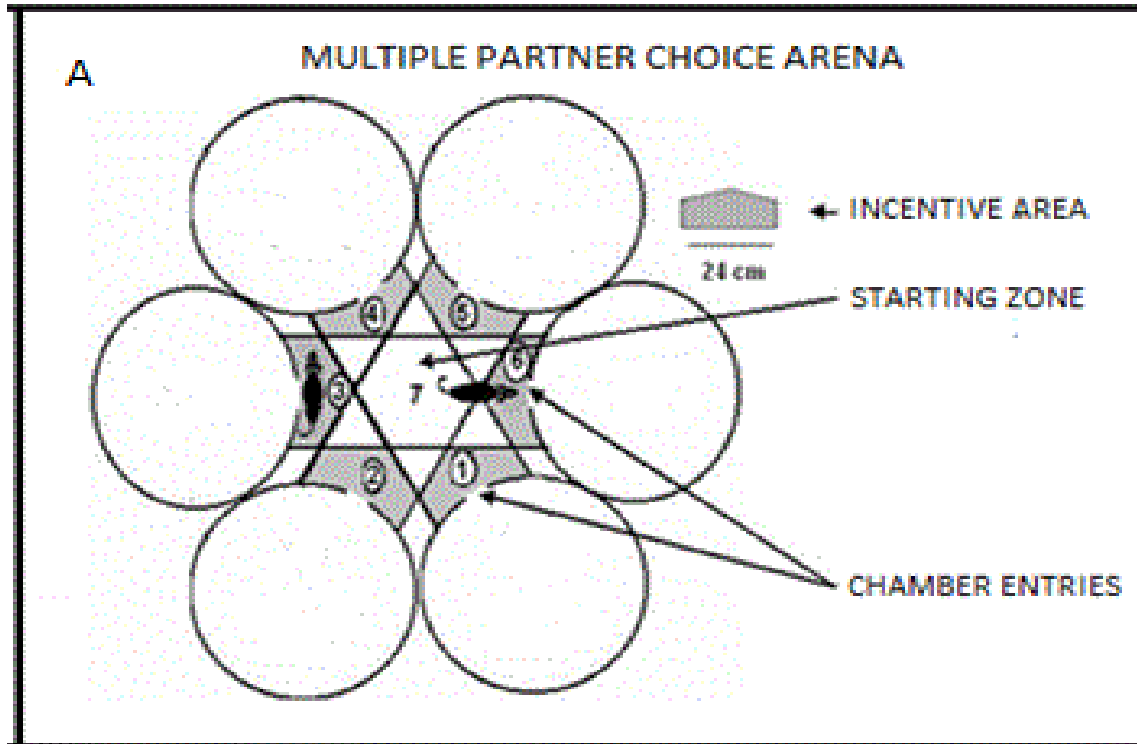 A
MULTIPLE PARTNER CHOICE ARENA
INCENTIVE AREA
24 cm
STARTING ZONE
4
5
3
6
7
2
1
CHAMBER ENTRIES